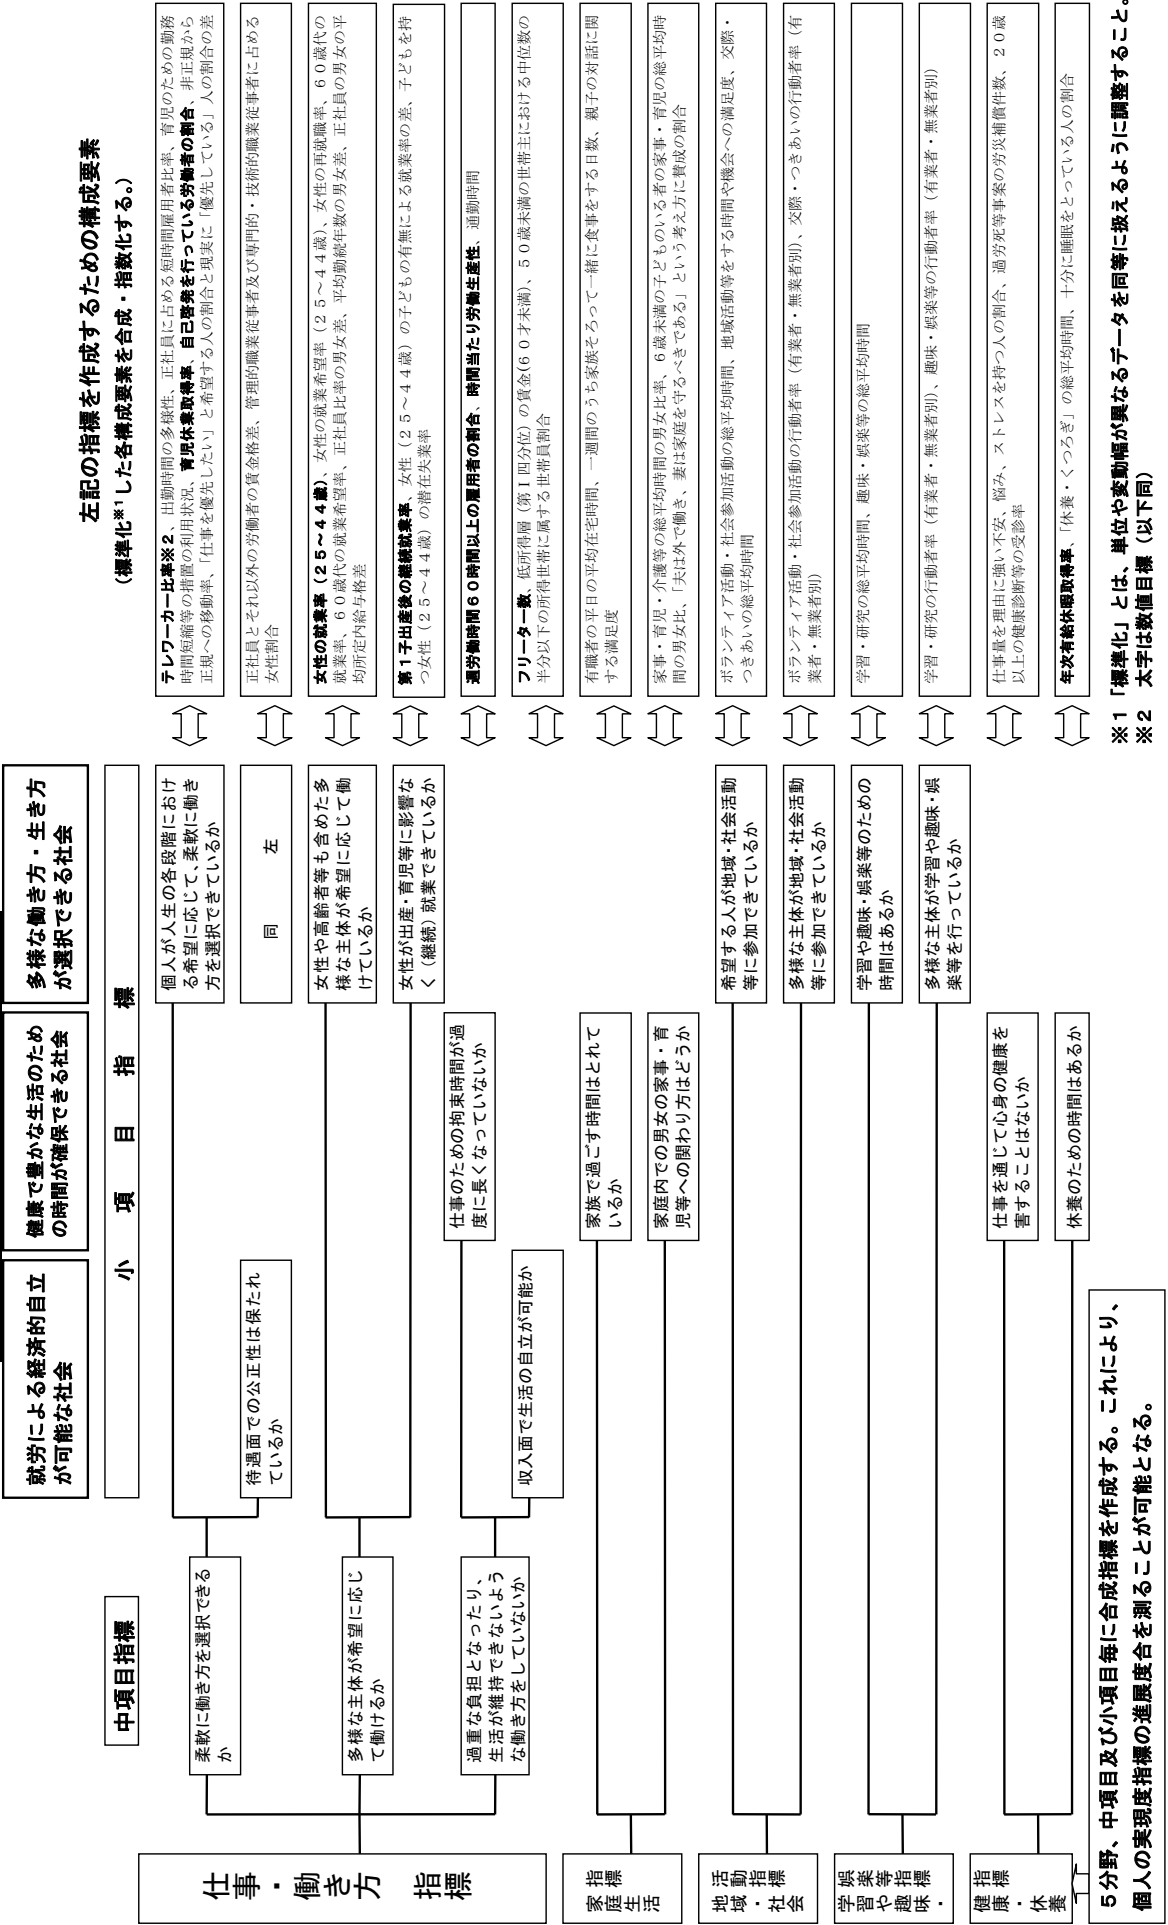 就労による経済的自立
が可能な社会
健康で豊かな生活のため
の時間が確保できる社会
多様な働き方・生き方
が選択できる社会
左記の指標を作成するための構成要素
（標準化※1した各構成要素を合成・指数化する。）
中項目指標
小項目指標
仕事・働き方 指標
柔軟に働き方を選択できる
か
個人が人生の各段階におけ
る希望に応じて、柔軟に働き
方を選択できているか
テレワーカー比率※２、出勤時間の多様性、正社員に占める短時間雇用者比率、育児のための勤務
時間短縮等の措置の利用状況、育児休業取得率、自己啓発を行っている労働者の割合、非正規から
正規への移動率、「仕事を優先したい」と希望する人の割合と現実に「優先している」人の割合の差
待遇面での公正性は保たれ
ているか
同 左
正社員とそれ以外の労働者の賃金格差、管理的職業従事者及び専門的・技術的職業従事者に占める
女性割合
多様な主体が希望に応じ
て働けるか
女性や高齢者等も含めた多
様な主体が希望に応じて働
けているか
女性の就業率（２５～４４歳）、女性の就業希望率（２５～４４歳）、女性の再就職率、６０歳代の
就業率、６０歳代の就業希望率、正社員比率の男女差、平均勤続年数の男女差、正社員の男女の平
均所定内給与格差
女性が出産・育児等に影響な
く（継続）就業できているか
第１子出産後の継続就業率、女性（２５～４４歳）の子どもの有無による就業率の差、子どもを持
つ女性（２５～４４歳）の潜在失業率
過重な負担となったり、
生活が維持できないよう
な働き方をしていないか
仕事のための拘束時間が過
度に長くなっていないか
週労働時間６０時間以上の雇用者の割合、時間当たり労働生産性、通勤時間
収入面で生活の自立が可能か
フリーター数、低所得層（第Ⅰ四分位）の賃金(６０才未満)、５０歳未満の世帯主における中位数の
半分以下の所得世帯に属する世帯員割合
家庭生活
指標
家族で過ごす時間はとれて
いるか
有職者の平日の平均在宅時間、一週間のうち家族そろって一緒に食事をする日数、親子の対話に関
する満足度
家庭内での男女の家事・育
児等への関わり方はどうか
家事・育児・介護等の総平均時間の男女比率、６歳未満の子どものいる者の家事・育児の総平均時
間の男女比、「夫は外で働き、妻は家庭を守るべきである」という考え方に賛成の割合
地域・社会
活動指標
希望する人が地域・社会活動
等に参加できているか
ボランティア活動・社会参加活動の総平均時間、地域活動等をする時間や機会への満足度、交際・
つきあいの総平均時間
多様な主体が地域・社会活動
等に参加できているか
ボランティア活動・社会参加活動の行動者率（有業者・無業者別）、交際・つきあいの行動者率（有
業者・無業者別）
学習や趣味・
娯楽等指標
学習や趣味・娯楽等のための
時間はあるか
学習・研究の総平均時間、趣味・娯楽等の総平均時間
多様な主体が学習や趣味・娯
楽等を行っているか
学習・研究の行動者率（有業者・無業者別）、趣味・娯楽等の行動者率（有業者・無業者別）
健康・休養
指標
仕事を通じて心身の健康を
害することはないか
仕事量を理由に強い不安、悩み、ストレスを持つ人の割合、過労死等事案の労災補償件数、２０歳
以上の健康診断等の受診率
休養のための時間はあるか
年次有給休暇取得率、「休養・くつろぎ」の総平均時間、十分に睡眠をとっている人の割合
５分野、中項目及び小項目毎に合成指標を作成する。これにより、
個人の実現度指標の進展度合を測ることが可能となる。
※１「標準化」とは、単位や変動幅が異なるデータを同等に扱えるように調整すること。
※２ 太字は数値目標（以下同）